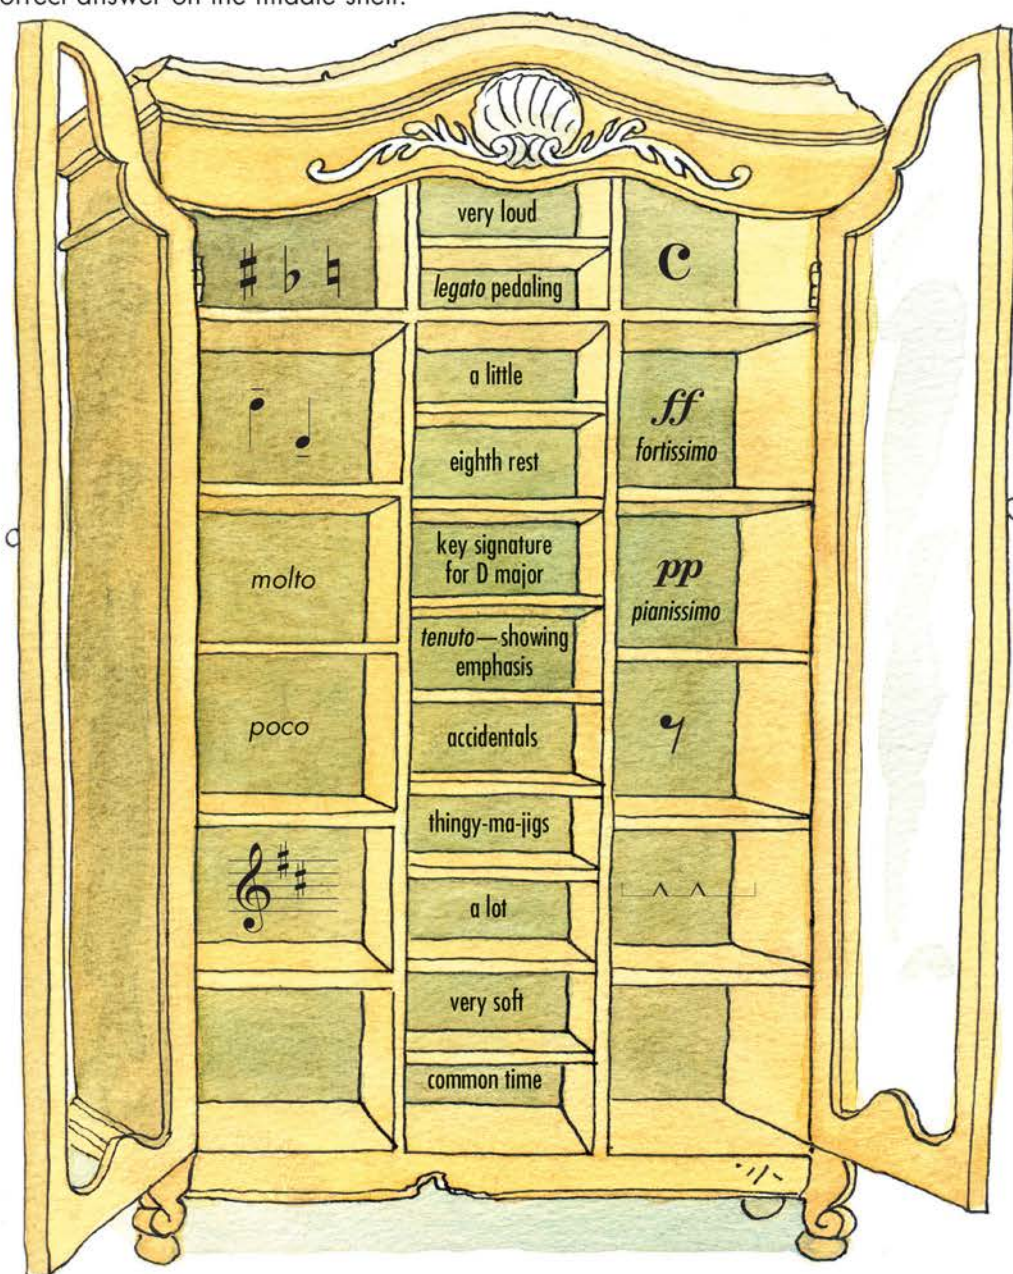 orrect answer on the middle shelf.
very loud
legato pedaling
a little
eighth rest
key signature
for D major
tenuto—showing
emphasis
accidentals
thingy-ma-jigs
a lot
very soft
common time
♯ ♭ ♮
molto
poco
c
ff
fortissimo
pp
pianissimo